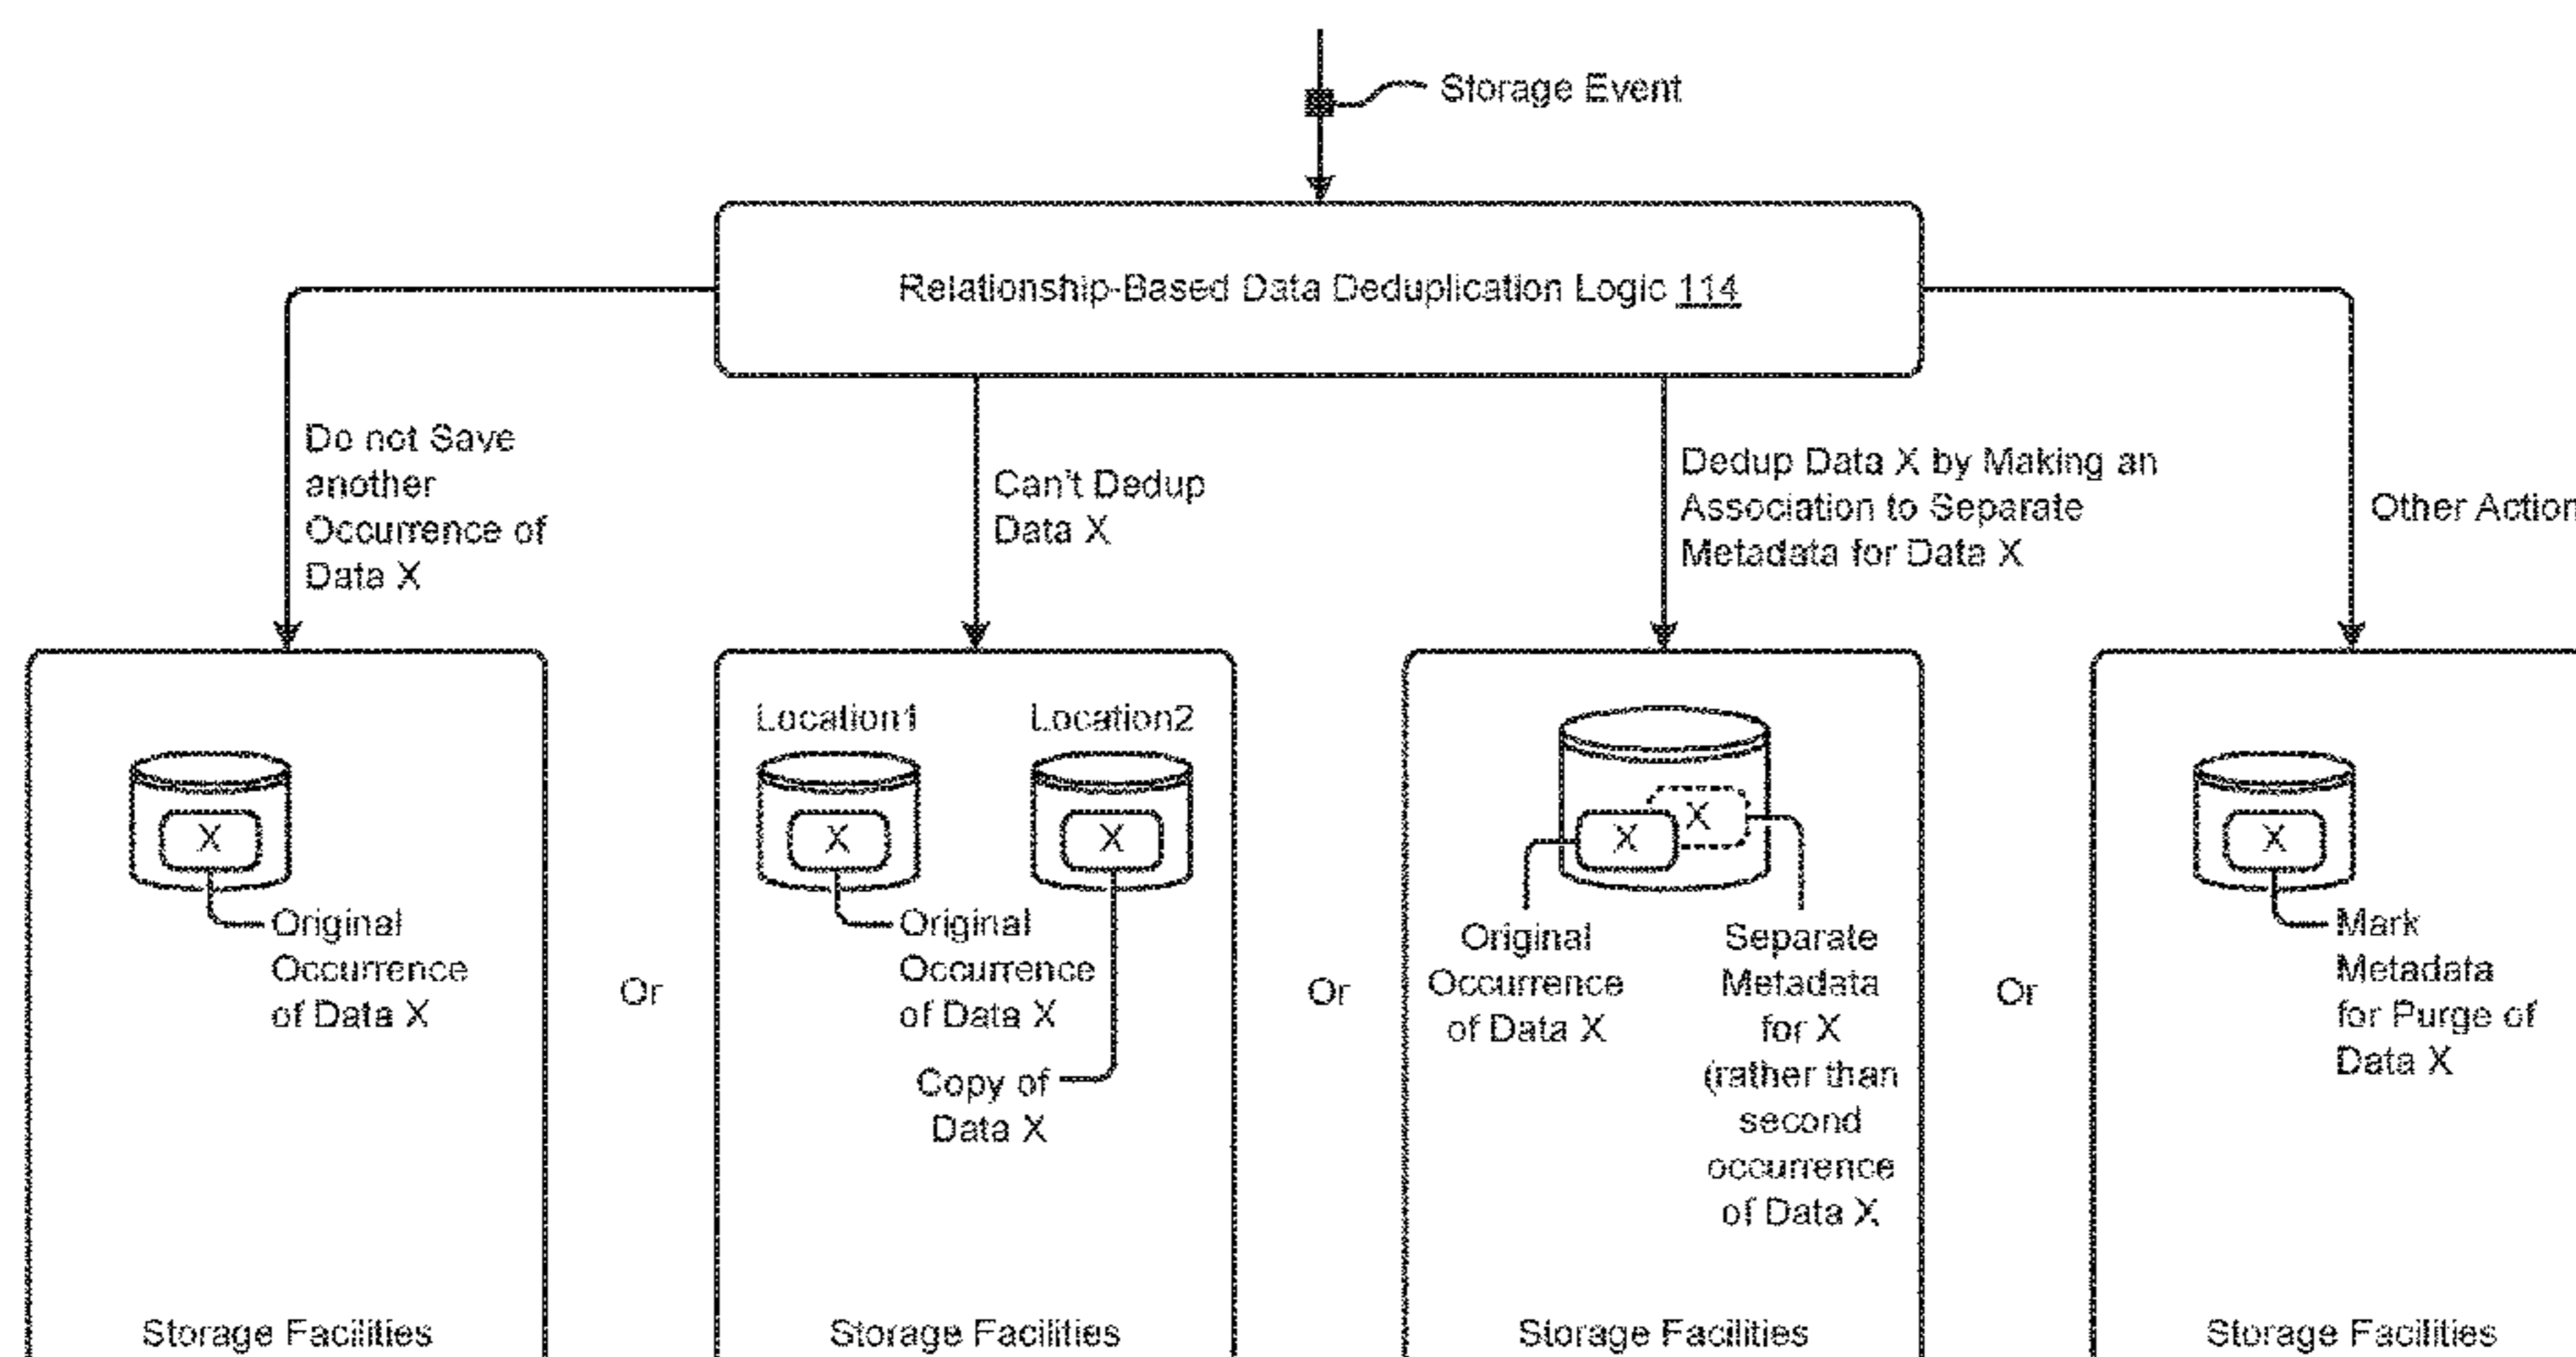 Storage Event
Relationship-Based Data Deduplication Logic 114
Do not Save
another
Occurrence of
Data X
Can't Dedup
Data X
Dedup Data X by Making an
Association to Separate
Metadata for Data X
Other Action
X
Original
Occurrence
of Data X
Storage Facilities
Or
Location1
Location2
X
X
Original
Occurrence
of Data X
Copy of
Data X
Storage Facilities
Or
X
X
Original
Occurrence
of Data X
Separate
Metadata
for X
(rather than
second
occurrence
of Data X
Storage Facilities
Or
X
Mark
Metadata
for Purge of
Data X
Storage Facilities